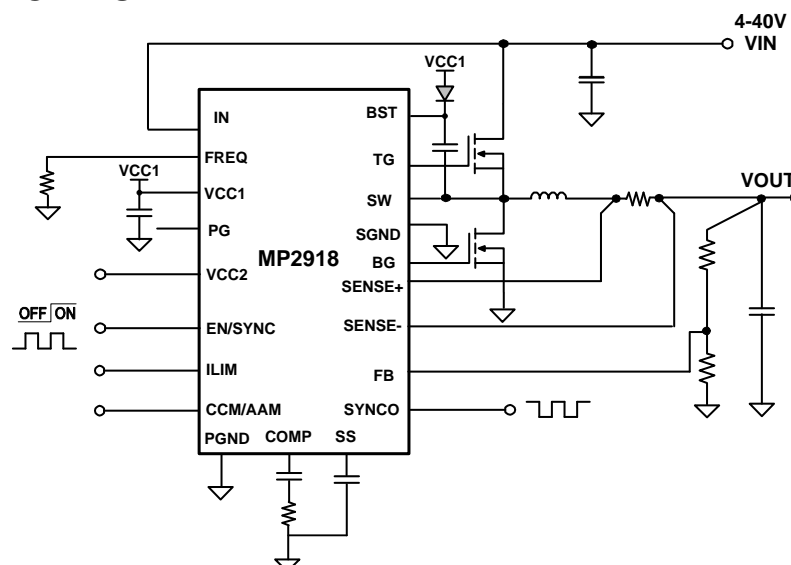 4-40V
VIN
VCC1
IN
BST
FREQ
TG
VCC1
VCC1
SW
VOUT
PG
SGND
MP2918
BG
VCC2
SENSE+
OFF ON
EN/SYNC
SENSE-
ILIM
FB
CCM/AAM
SYNCO
PGND COMP SS